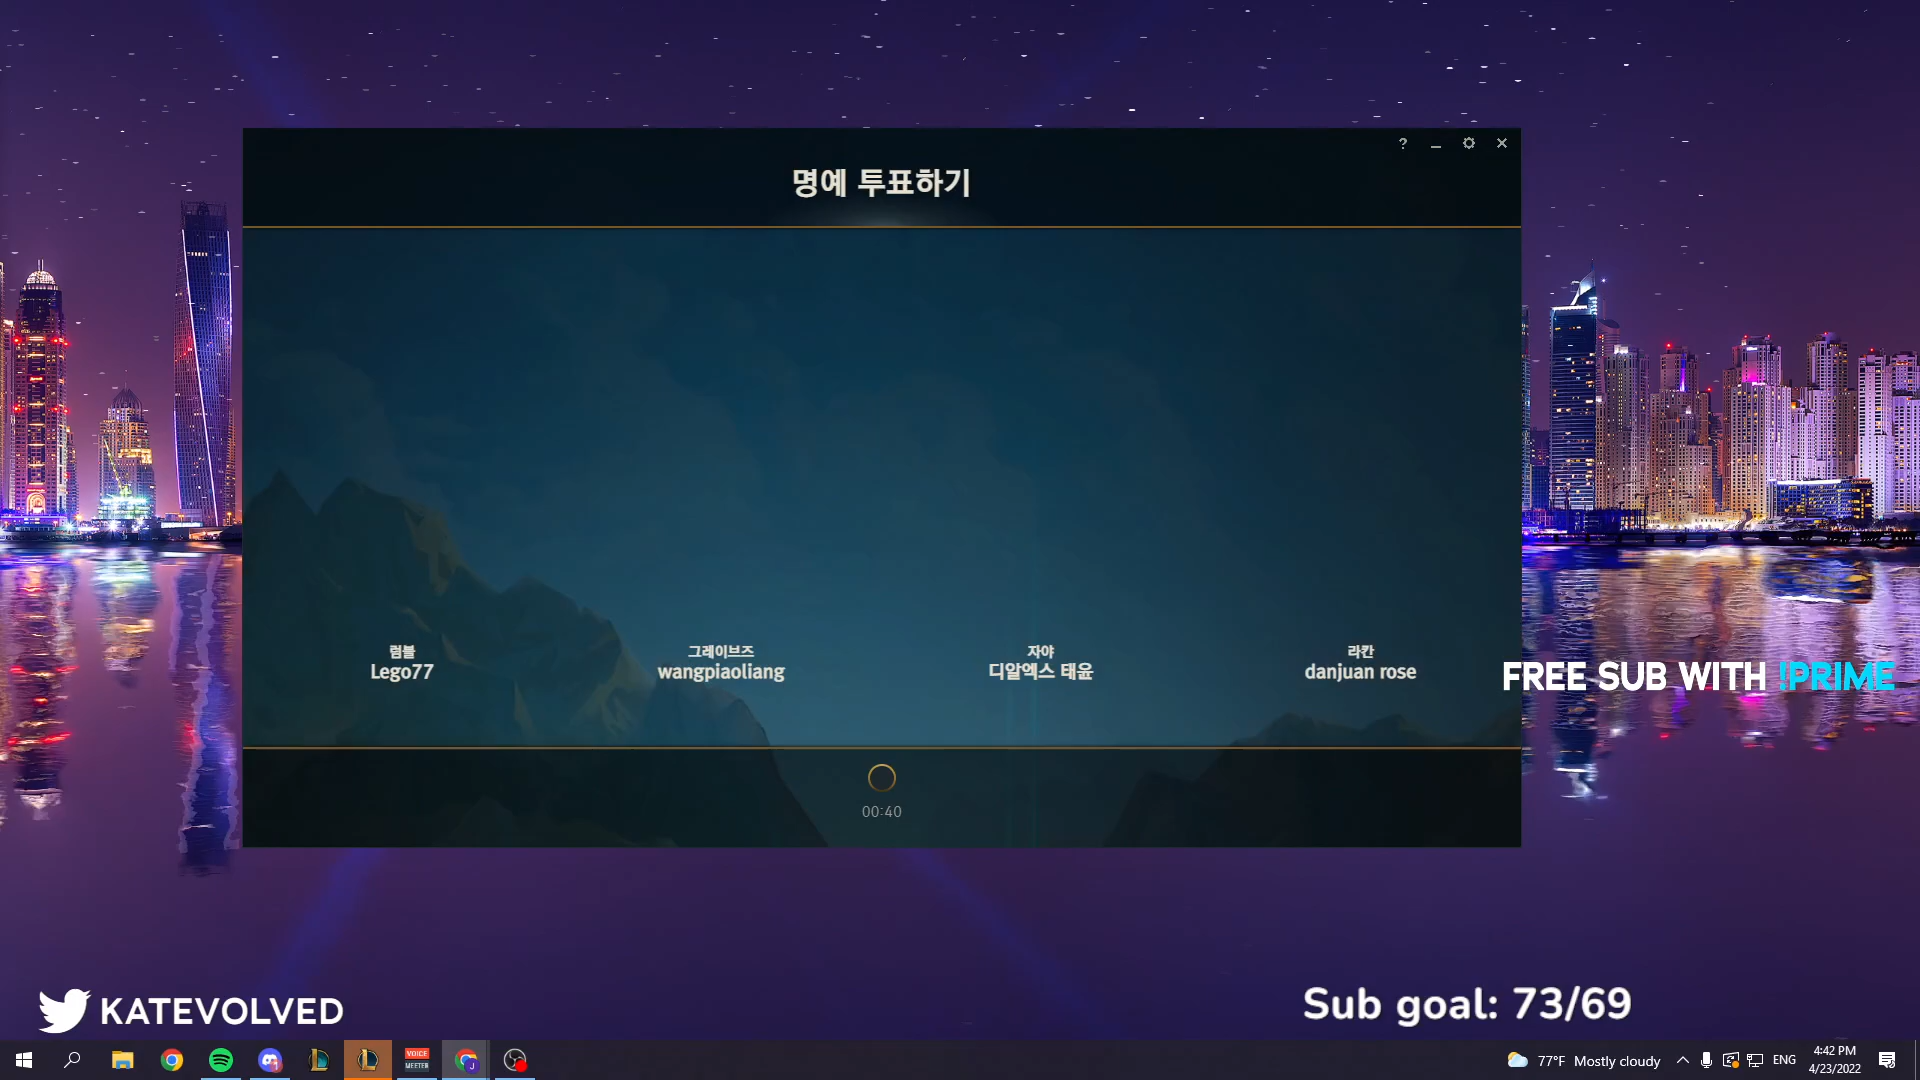 ?
명예 투표하기
럼블
Lego77
그레이브즈
wangpiaoliang
자야
디알엑스 태윤
라칸
danjuan rose
FREE SUB WITH !PRIME
00:40
KATEVOLVED
Sub goal: 73/69
VOICE
MEETER
J
77°F Mostly cloudy
ENG
4:42 PM
4/23/2022